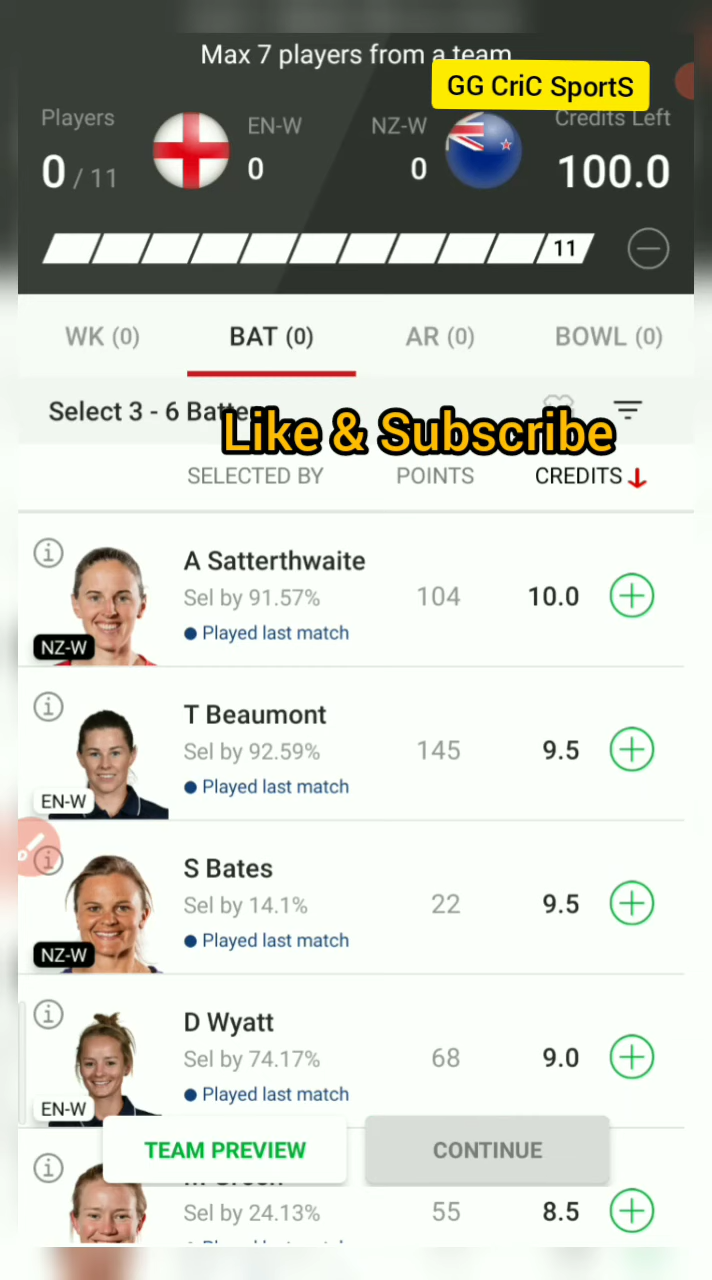 Max 7 players from a team
GG CriC SportS
Players
EN-W
NZ-W
Credits Left
0 / 11
0
0
100.0
11
WK (0)
BAT (0)
AR (0)
BOWL (0)
Select 3 - 6
Like & Subscribe
SELECTED BY
POINTS
CREDITS
A Satterthwaite
Sel by 91.57%
104
10.0
Played last match
NZ-W
T Beaumont
Sel by 92.59%
145
9.5
Played last match
EN-W
S Bates
Sel by 14.1%
22
9.5
Played last match
NZ-W
D Wyatt
Sel by 74.17%
68
9.0
Played last match
EN-W
TEAM PREVIEW
CONTINUE
Sel by 24.13%
55
8.5